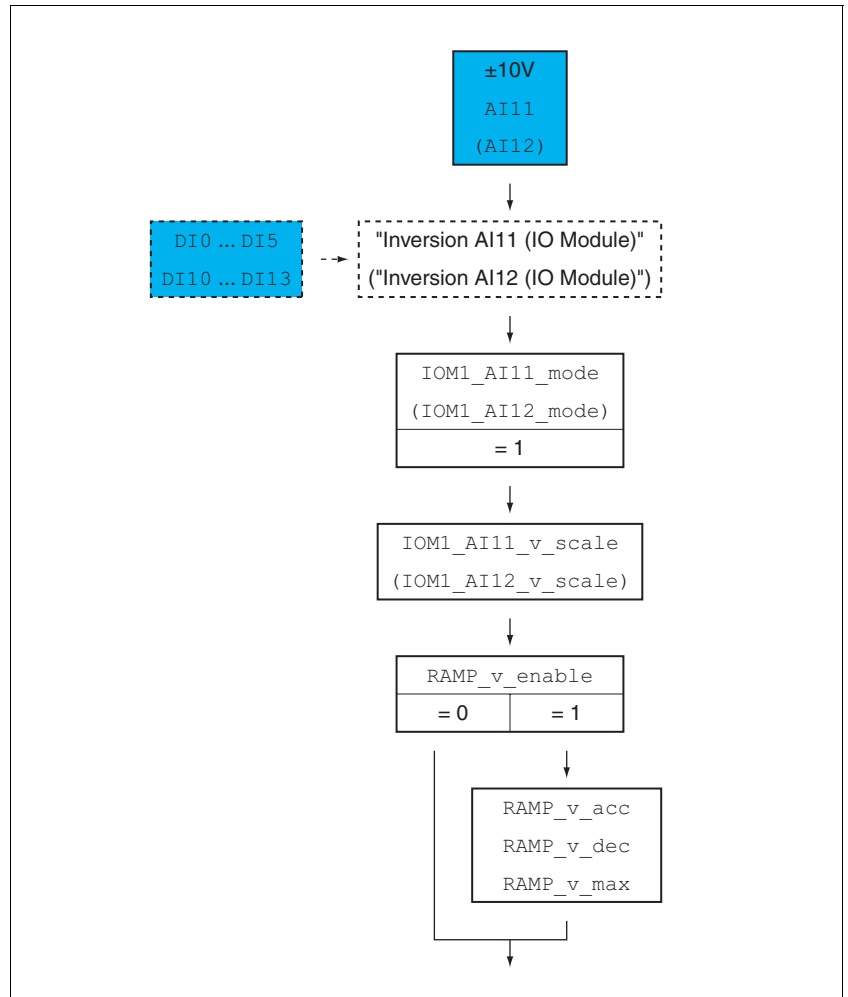 ±10V
AI11
(AI12)
DI0 ... DI5
DI10 ... DI13
"Inversion AI11 (IO Module)"
("Inversion AI12 (IO Module)")
IOM1_AI11_mode
(IOM1_AI12_mode)
= 1
IOM1_AI11_v_scale
(IOM1_AI12_v_scale)
RAMP_v_enable
= 0
= 1
RAMP_v_acc
RAMP_v_dec
RAMP_v_max